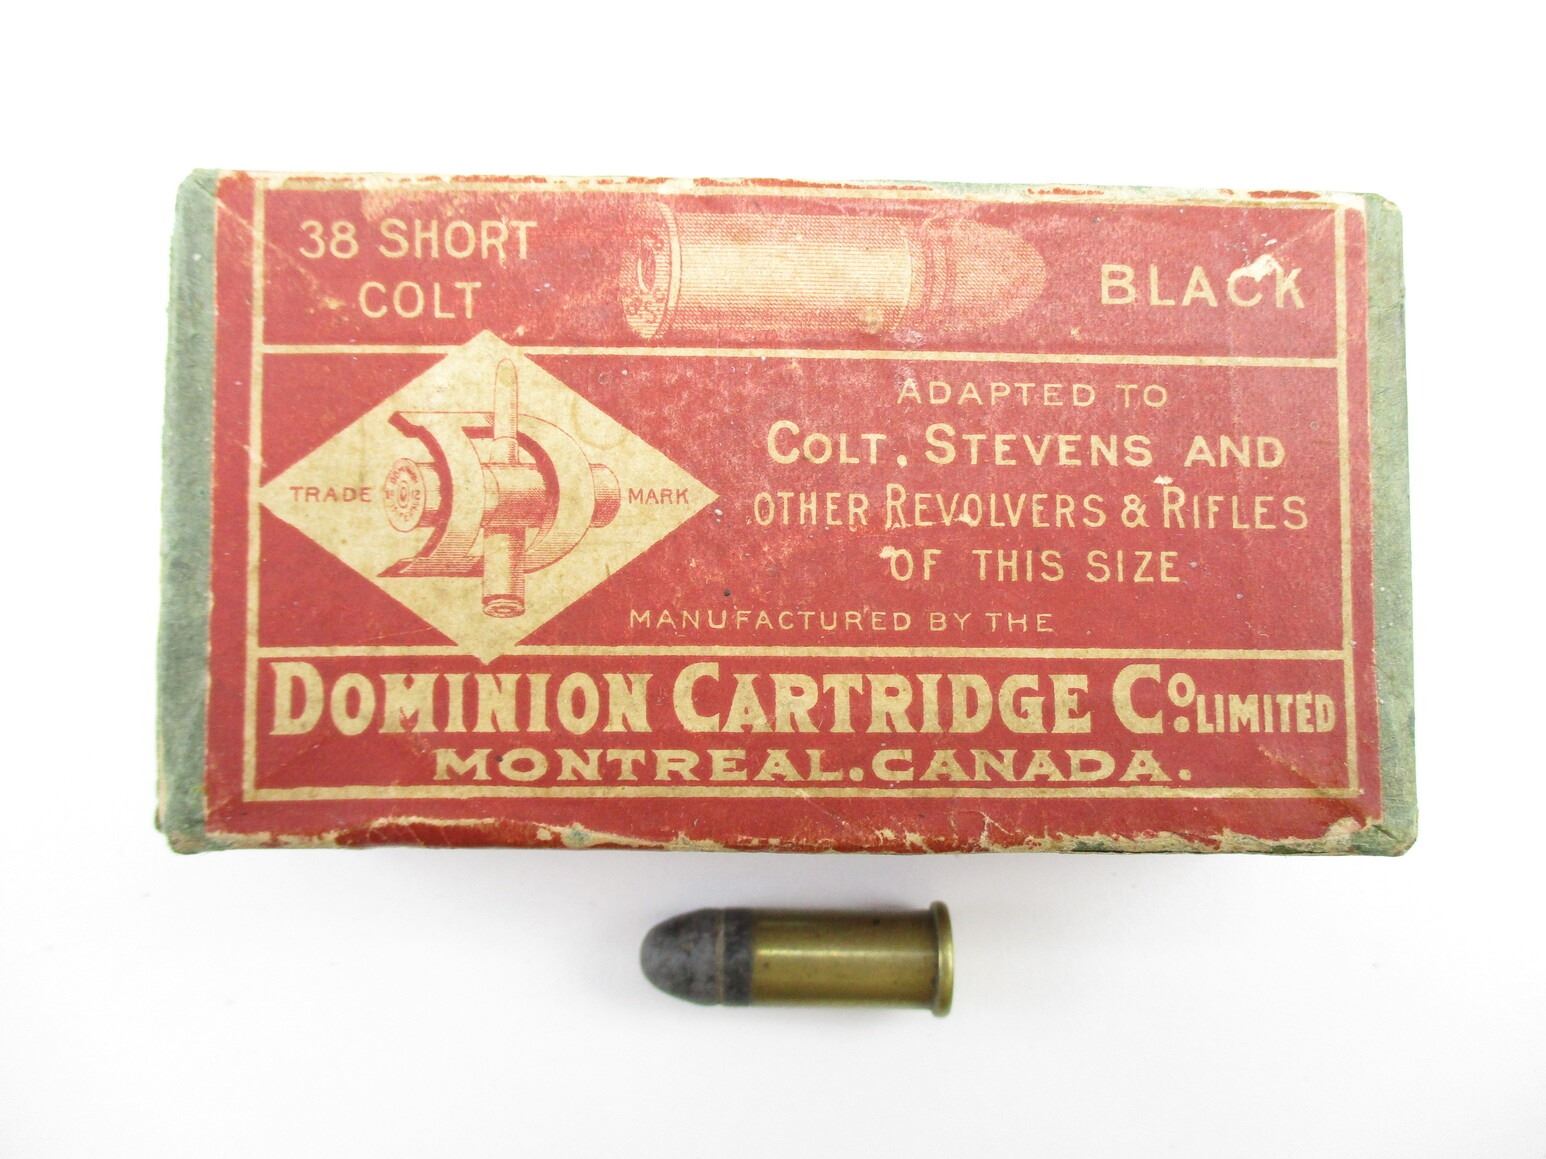 38 SHORT
COLT
BLACK
TRADE MARK
ADAPTED TO
COLT, STEVENS AND
OTHER REVOLVERS & RIFLES
OF THIS SIZE
MANUFACTURED BY THE
DOMINION CARTRIDGE Co. LIMITED
MONTREAL. CANADA.